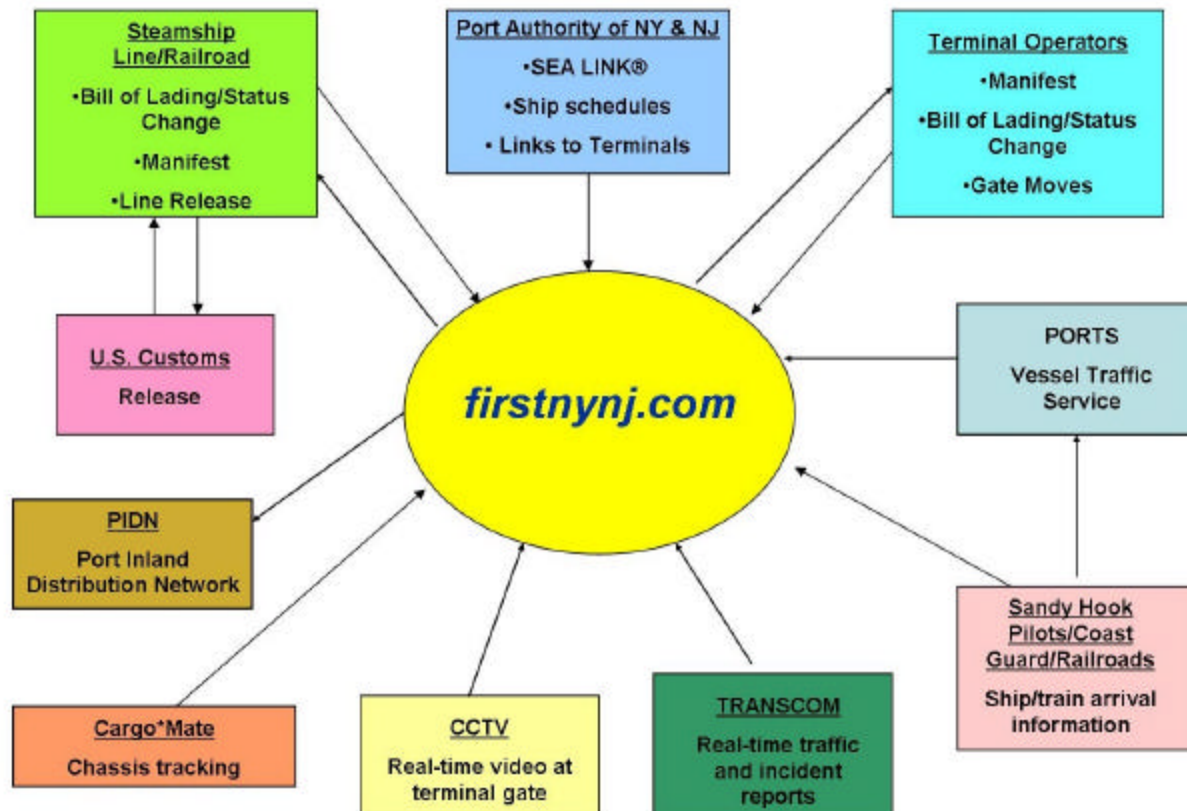 Steamship
Line/Railroad
•Bill of Lading/Status
Change
•Manifest
•Line Release
Port Authority of NY & NJ
•SEA LINK®
•Ship schedules
• Links to Terminals
Terminal Operators
•Manifest
•Bill of Lading/Status
Change
•Gate Moves
U.S. Customs
Release
firstnynj.com
PORTS
Vessel Traffic
Service
PIDN
Port Inland
Distribution Network
Sandy Hook
Pilots/Coast
Guard/Railroads
Ship/train arrival
information
Cargo*Mate
Chassis tracking
CCTV
Real-time video at
terminal gate
TRANSCOM
Real-time traffic
and incident
reports